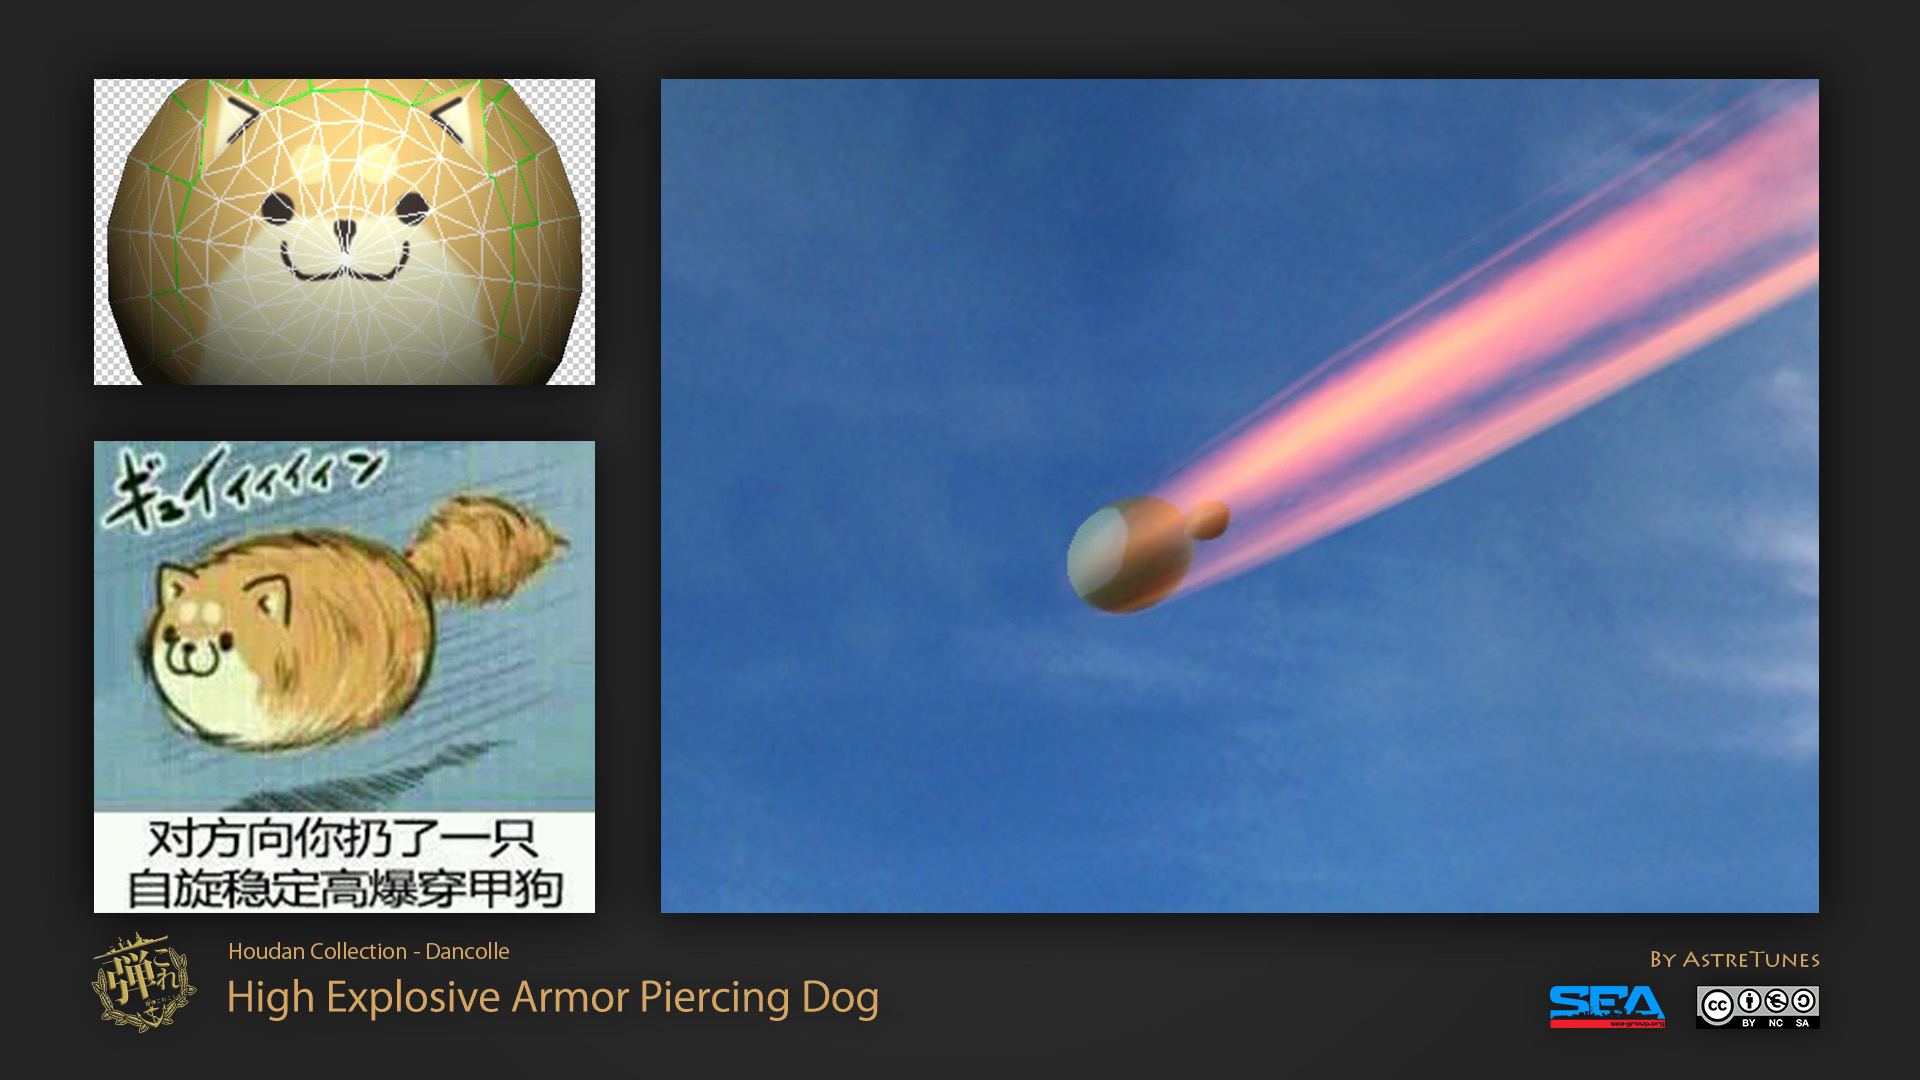 ギュイイイイイン
对方向你扔了一只
自旋稳定高爆穿甲狗
弾これ
Houdan Collection - Dancolle
High Explosive Armor Piercing Dog
By AstreTunes
SEA
sea-group.org
cc
BY NC SA